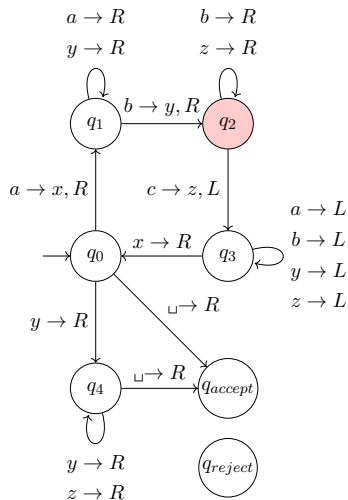 a → R
y → R
b → R
z → R
q1
b → y, R
q2
a → x, R
c → z, L
q0
x → R
q3
a → L
b → L
y → L
z → L
y → R
␣→ R
q4
␣→ R
qaccept
y → R
z → R
qreject